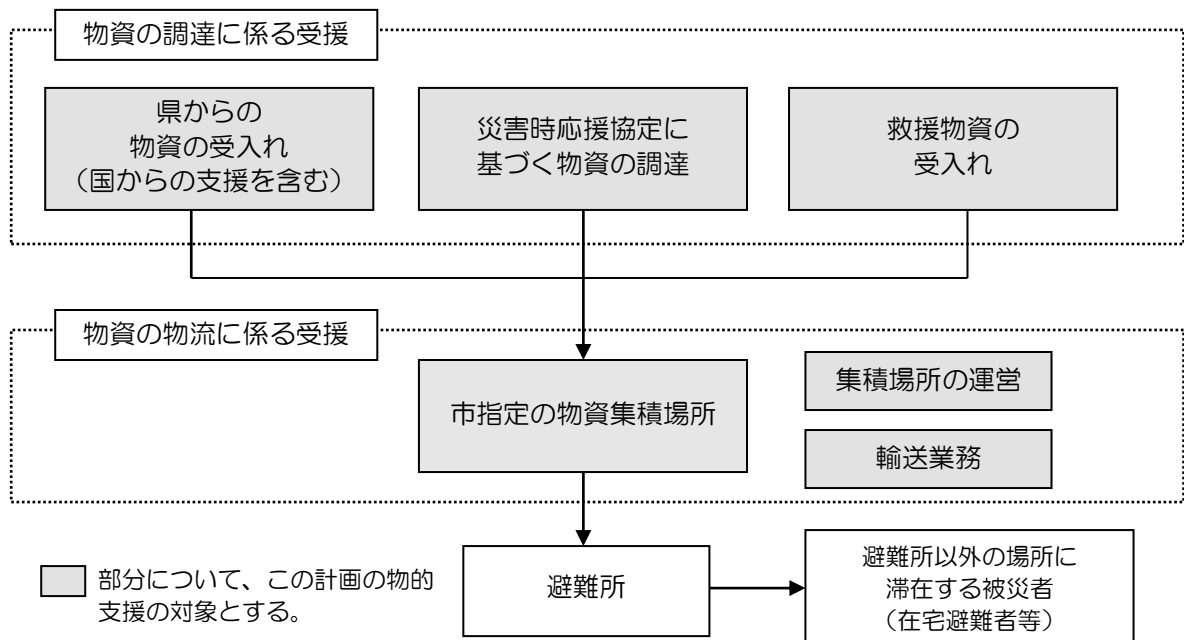 物資の調達に係る受援
県からの
物資の受入れ
（国からの支援を含む）
災害時応援協定に
基づく物資の調達
救援物資の
受入れ
物資の物流に係る受援
市指定の物資集積場所
集積場所の運営
輸送業務
部分について、この計画の物的
支援の対象とする。
避難所
避難所以外の場所に
滞在する被災者
（在宅避難者等）